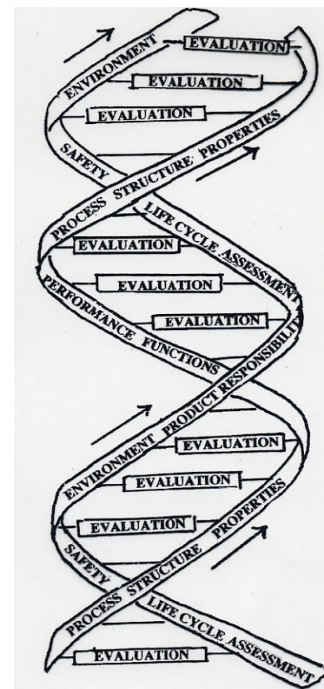 ENVIRONMENT
EVALUATION
EVALUATION
EVALUATION
SAFETY
PROCESS STRUCTURE PROPERTIES
LIFE CYCLE ASSESSMENT
EVALUATION
EVALUATION
EVALUATION
PERFORMANCE FUNCTIONS
ENVIRONMENT PRODUCT RESPONSIBILIT
EVALUATION
EVALUATION
EVALUATION
SAFETY
PROCESS STRUCTURE PROPERTIES
LIFE CYCLE ASSESSMENT
EVALUATION